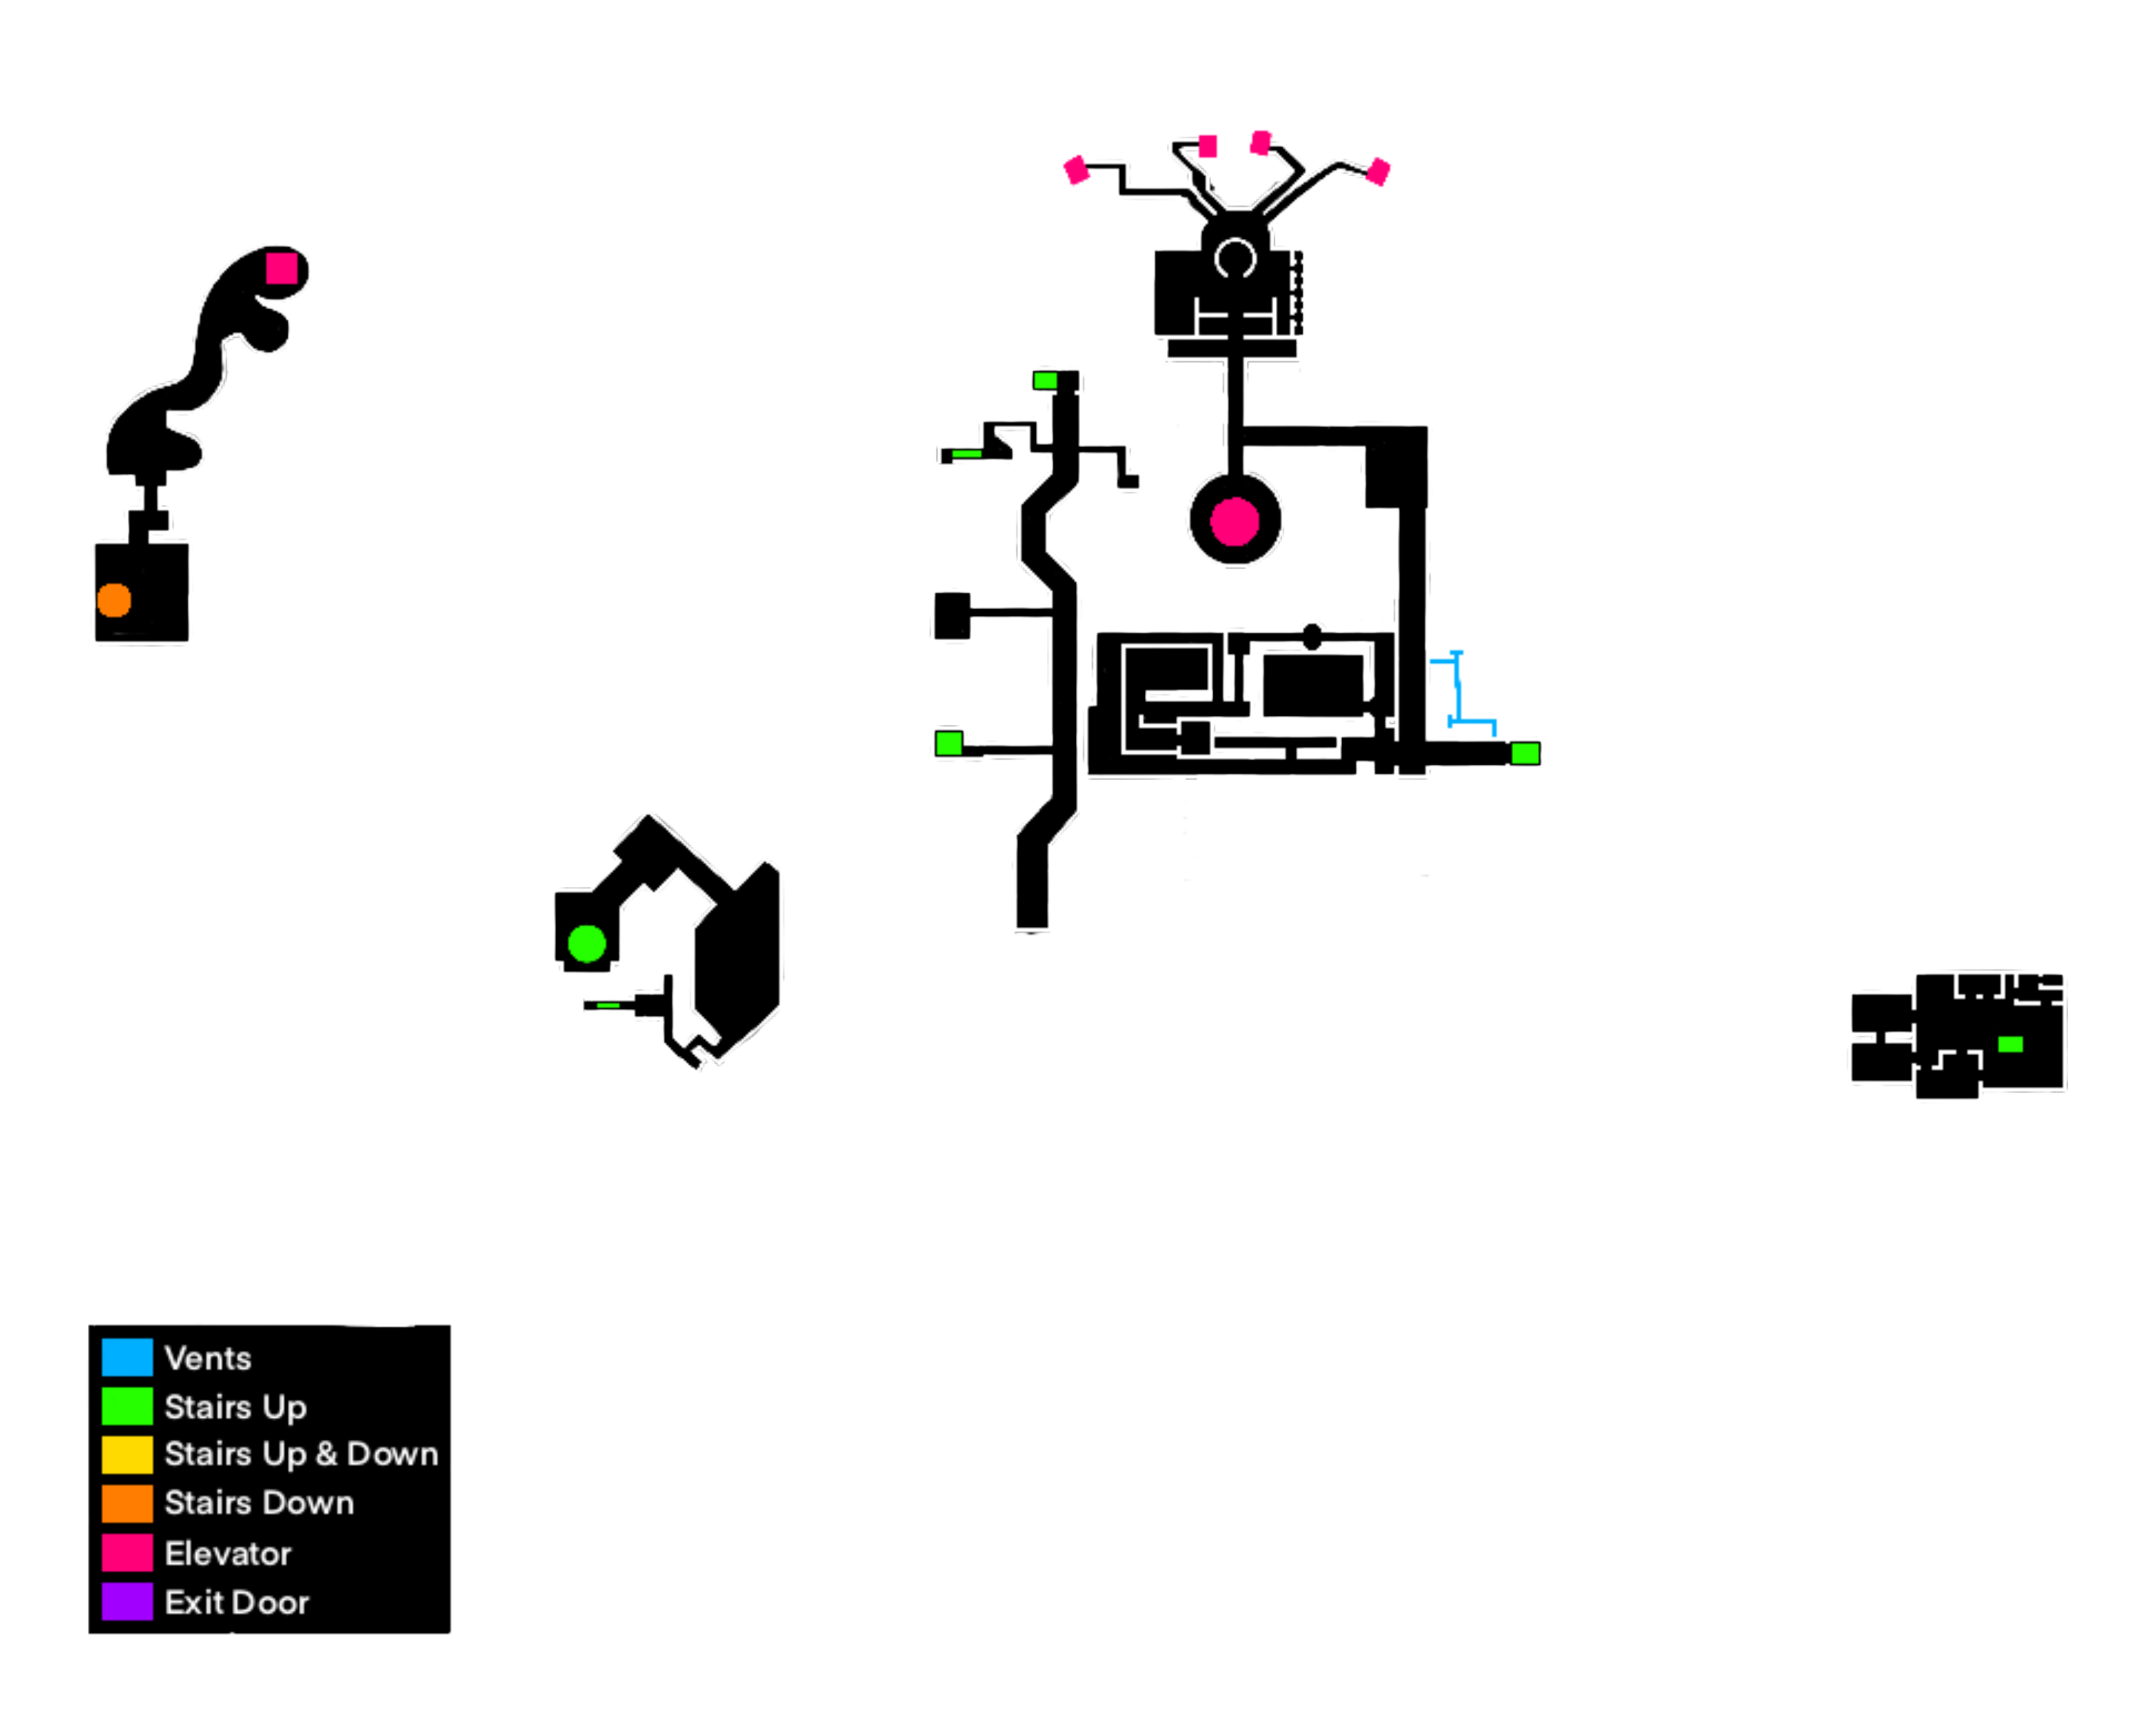 Vents
Stairs Up
Stairs Up & Down
Stairs Down
Elevator
Exit Door